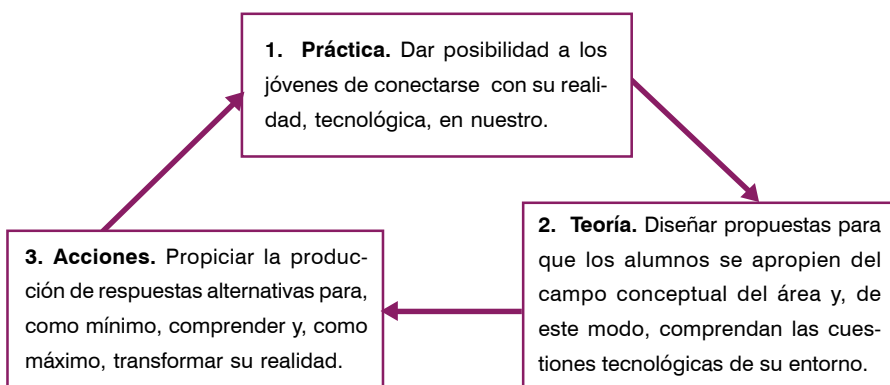 1. Práctica. Dar posibilidad a los
jóvenes de conectarse con su reali-
dad, tecnológica, en nuestro.
2. Teoría. Diseñar propuestas para
que los alumnos se apropien del
campo conceptual del área y, de
este modo, comprendan las cues-
tiones tecnológicas de su entorno.
3. Acciones. Propiciar la produc-
ción de respuestas alternativas para,
como mínimo, comprender y, como
máximo, transformar su realidad.